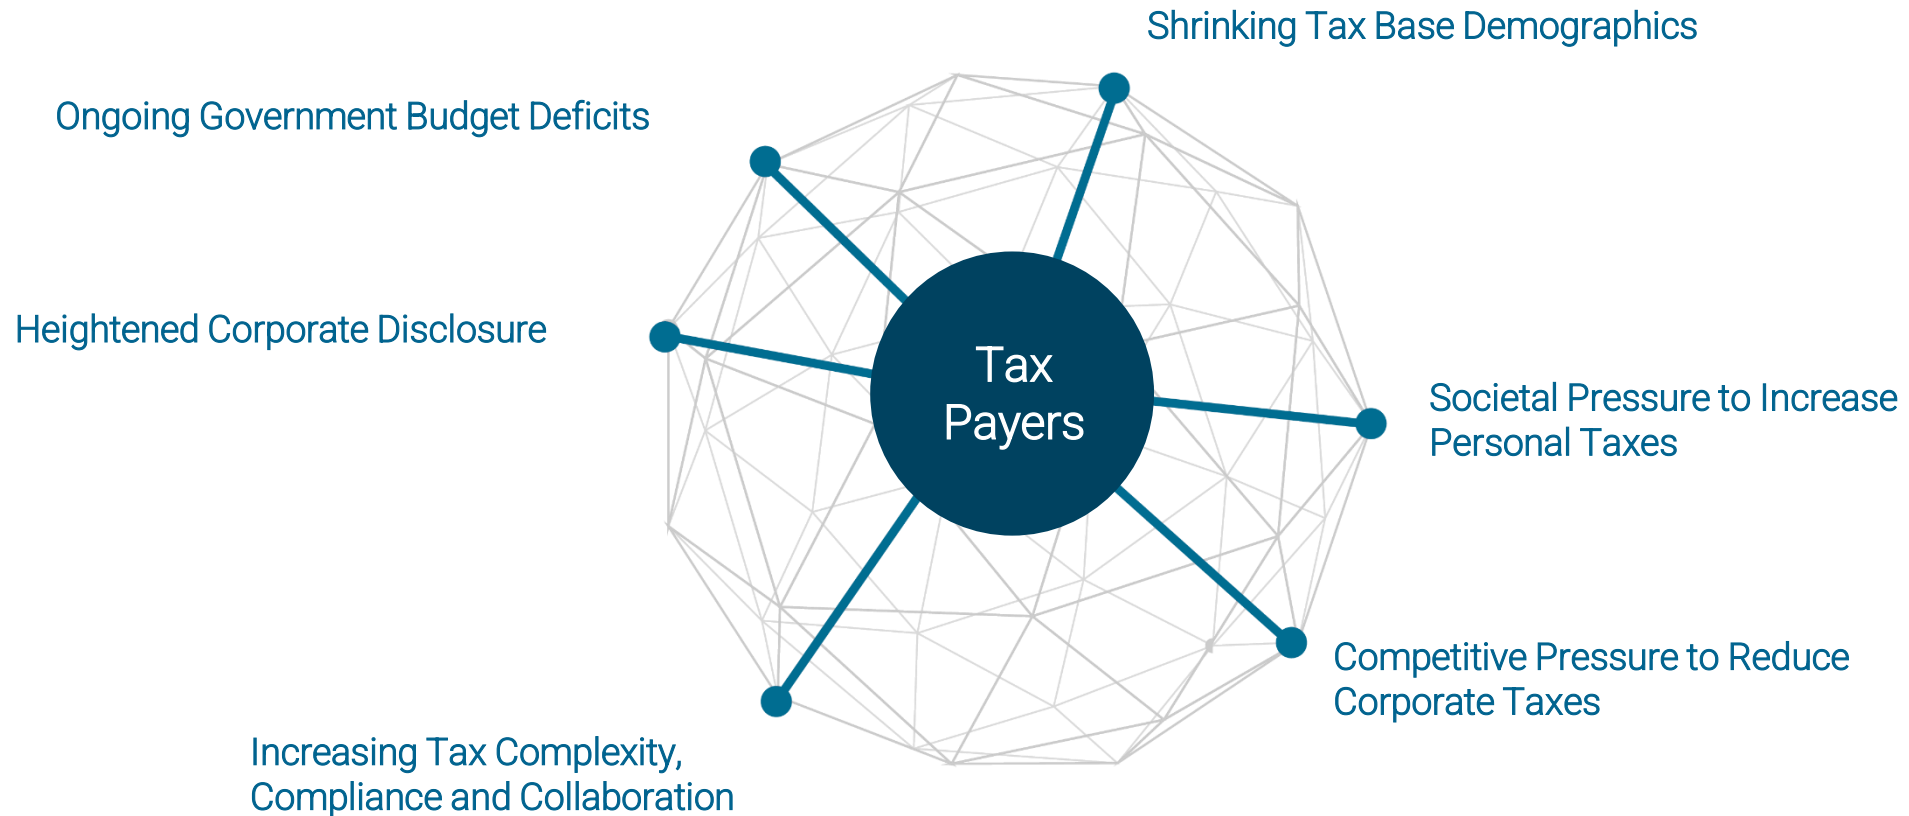 Shrinking Tax Base Demographics
Ongoing Government Budget Deficits
Heightened Corporate Disclosure
Tax
Payers
Societal Pressure to Increase
Personal Taxes
Competitive Pressure to Reduce
Corporate Taxes
Increasing Tax Complexity,
Compliance and Collaboration